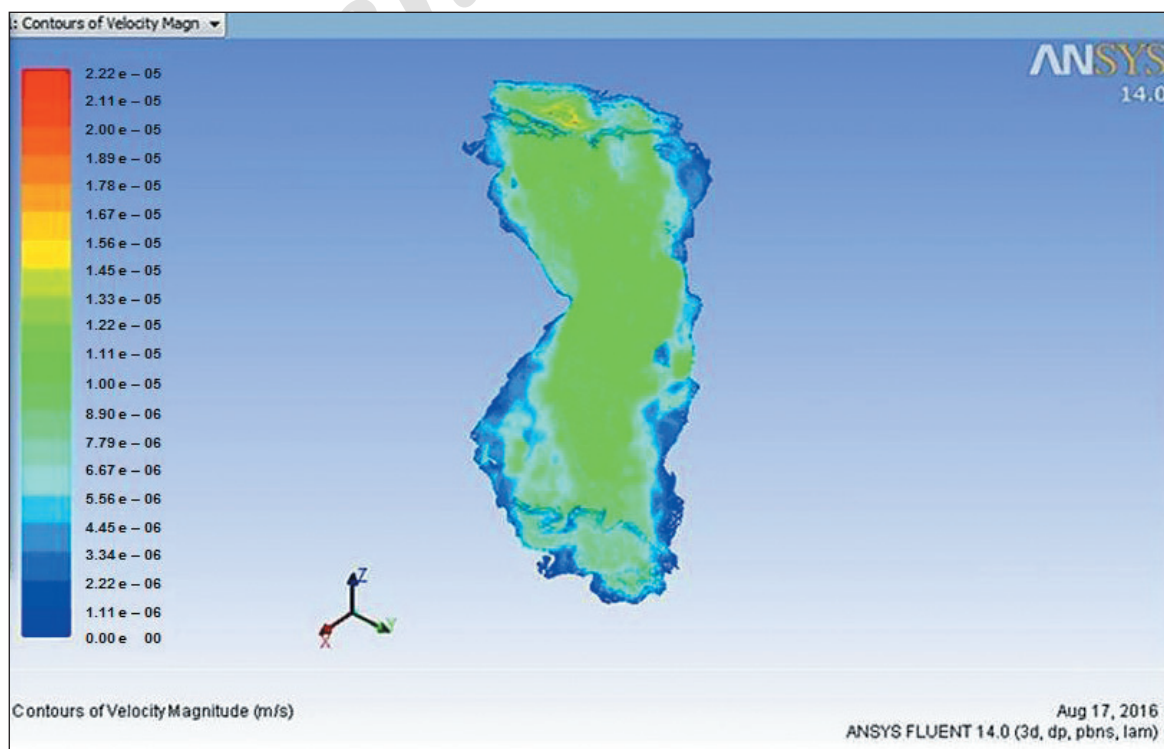 : Contours of Velocity Magn
ANSYS
14.0
2.22 e – 05
2.11 e – 05
2.00 e – 05
1.89 e – 05
1.78 e – 05
1.67 e – 05
1.56 e – 05
1.45 e – 05
1.33 e – 05
1.22 e – 05
1.11 e – 05
1.00 e – 05
8.90 e – 06
7.79 e – 06
6.67 e – 06
5.56 e – 06
4.45 e – 06
3.34 e – 06
2.22 e – 06
1.11 e – 06
0.00 e 00
Z
X
Y
Contours of Velocity Magnitude (m/s)
Aug 17, 2016
ANSYS FLUENT 14.0 (3d, dp, pbns, lam)